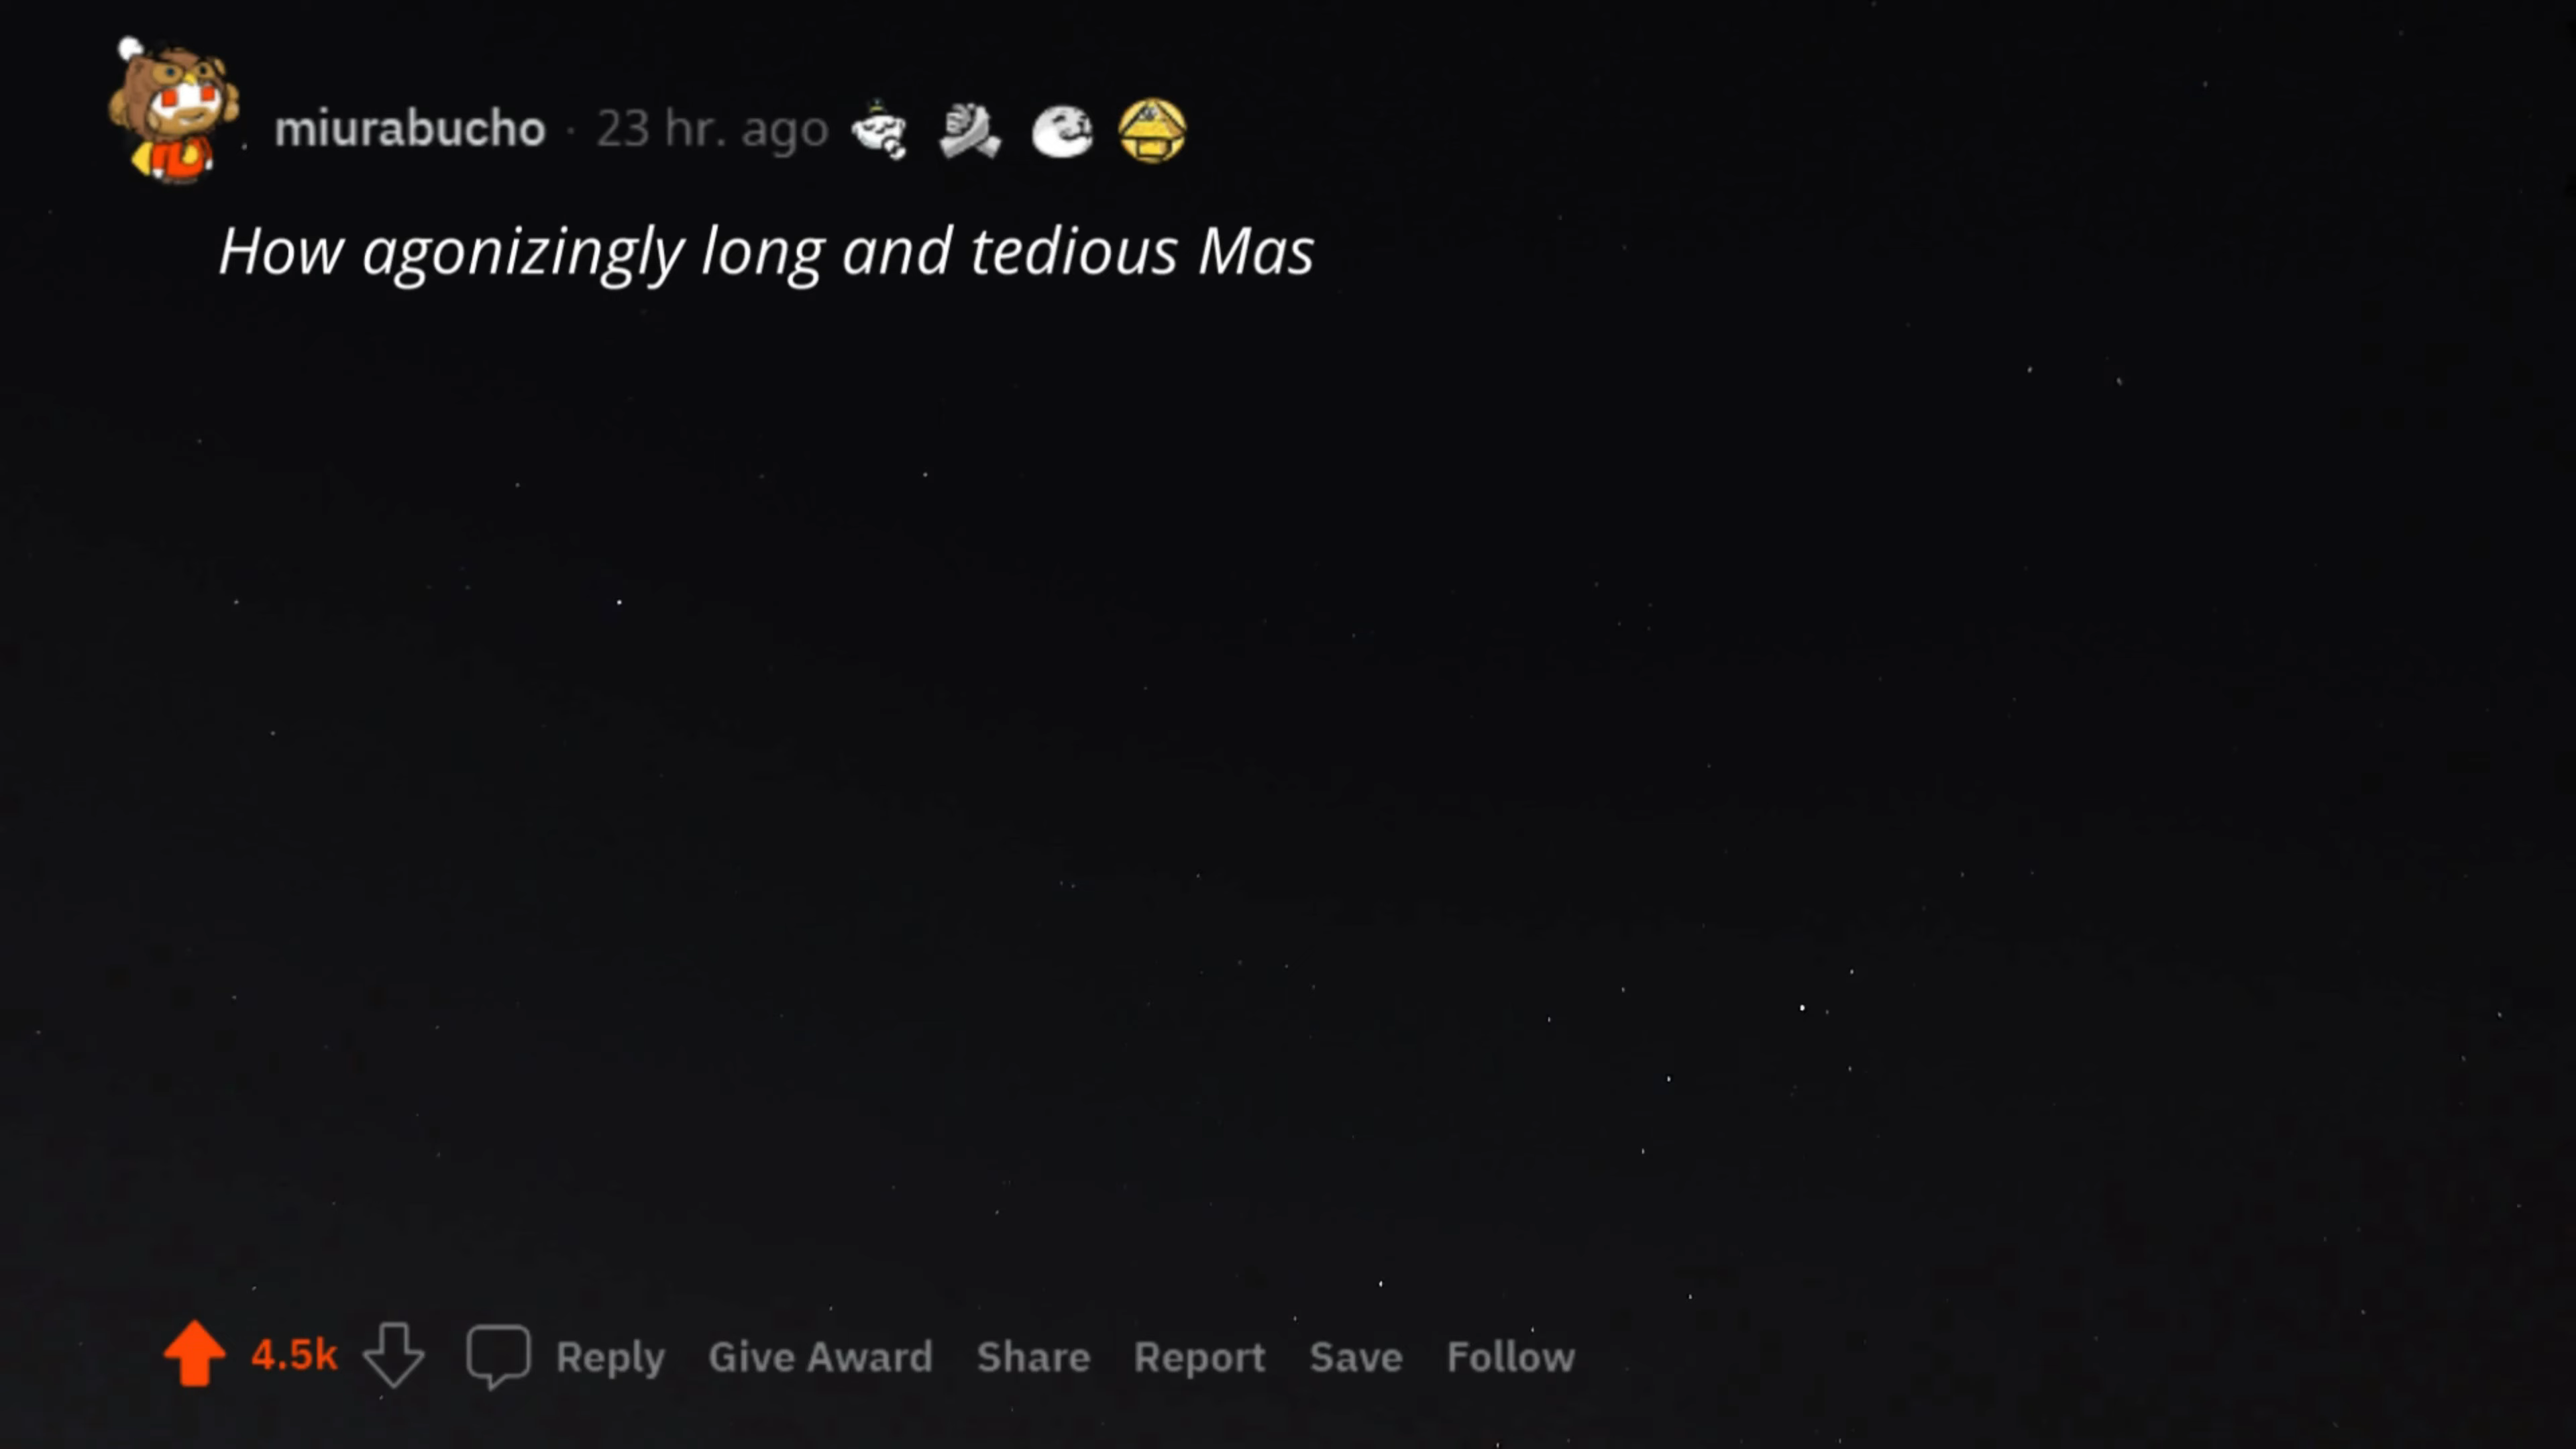 miurabucho · 23 hr. ago
How agonizingly long and tedious Mas
4.5k Reply Give Award Share Report Save Follow